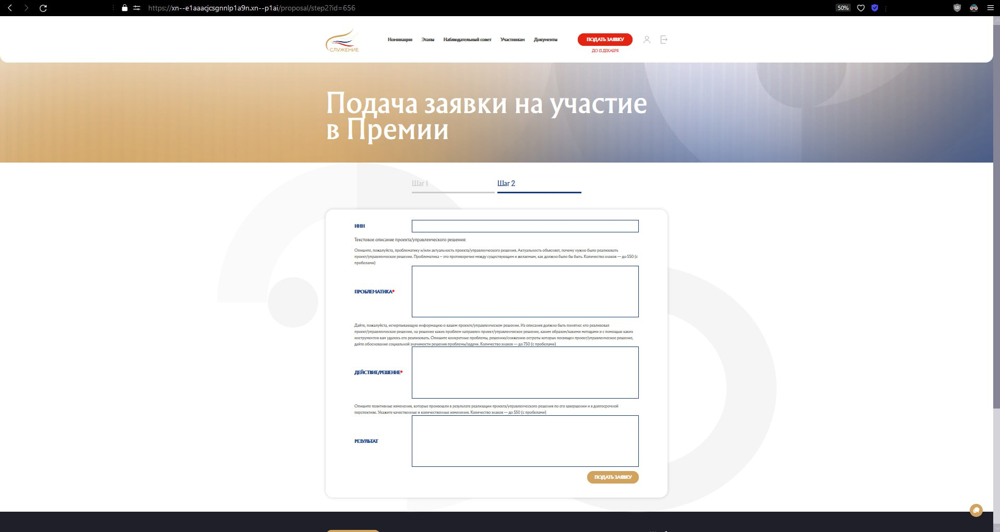 https://xn--e1aaacjcsgnnlp1a9n.xn--p1ai/proposal/step2?id=656
50%
СЛУЖЕНИЕ
Номинации Этапы Наблюдательный совет Участникам Документы
ПОДАТЬ ЗАЯВКУ
ДО 13 ДЕКАБРЯ
Подача заявки на участие
в Премии
Шаг 1 Шаг 2
ИНН
Текстовое описание проекта/управленческого решения:
Опишите, пожалуйста, проблематику и/или актуальность проекта/управленческого решения. Актуальность объясняет, почему нужно было реализовать
проект/управленческое решение. Проблематика – это противоречие между существующим и желаемым, как должно было бы быть. Количество знаков — до 550 (с
пробелами)
ПРОБЛЕМАТИКА*
Дайте, пожалуйста, исчерпывающую информацию о вашем проекте/управленческом решении. Из описания должно быть понятно: кто реализовал
проект/управленческое решение, на решение каких проблем направлен проект/управленческое решение, каким образом/какими методами и с помощью каких
инструментов вам удалось его реализовать. Опишите конкретные проблемы, решению/снижению остроты которых посвящен проект/управленческое решение,
дайте обоснование социальной значимости решения проблемы/задачи. Количество знаков — до 750 (с пробелами)
ДЕЙСТВИЕ/РЕШЕНИЕ*
Опишите позитивные изменения, которые произошли в результате реализации проекта/управленческого решения по его завершении и в долгосрочной
перспективе. Укажите качественные и количественные изменения. Количество знаков — до 550 (с пробелами)
РЕЗУЛЬТАТ
ПОДАТЬ ЗАЯВКУ